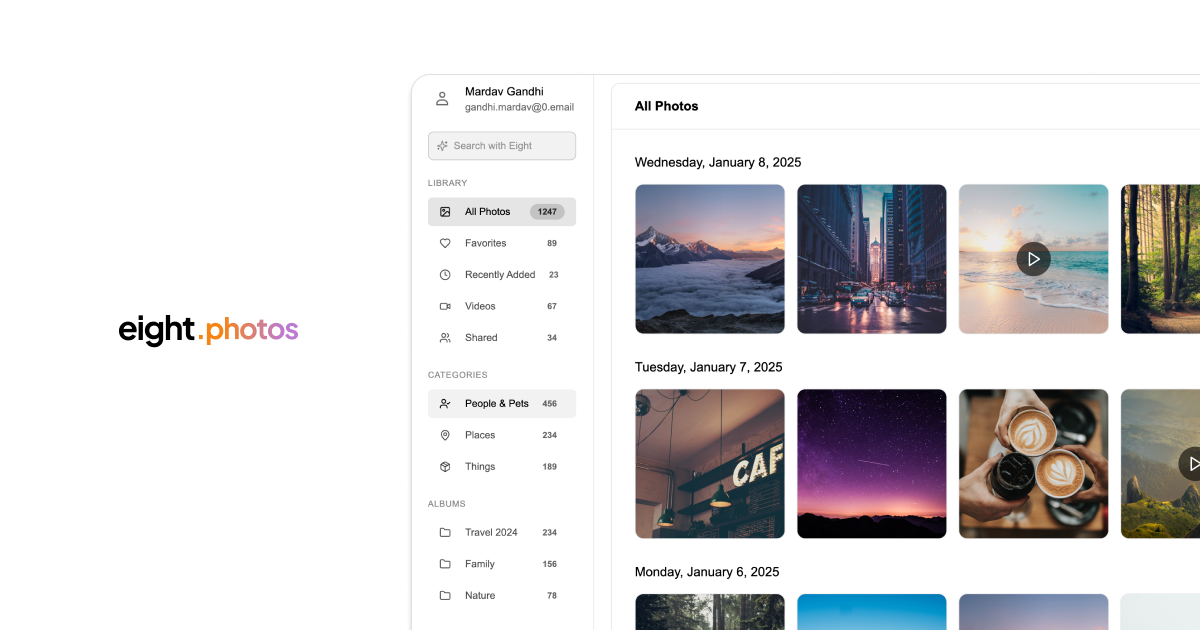 eight.photos
Mardav Gandhi
gandhi.mardav@0.email
Search with Eight
LIBRARY
All Photos 1247
Favorites 89
Recently Added 23
Videos 67
Shared 34
CATEGORIES
People & Pets 456
Places 234
Things 189
ALBUMS
Travel 2024 234
Family 156
Nature 78
All Photos
Wednesday, January 8, 2025
Tuesday, January 7, 2025
CAF
Monday, January 6, 2025